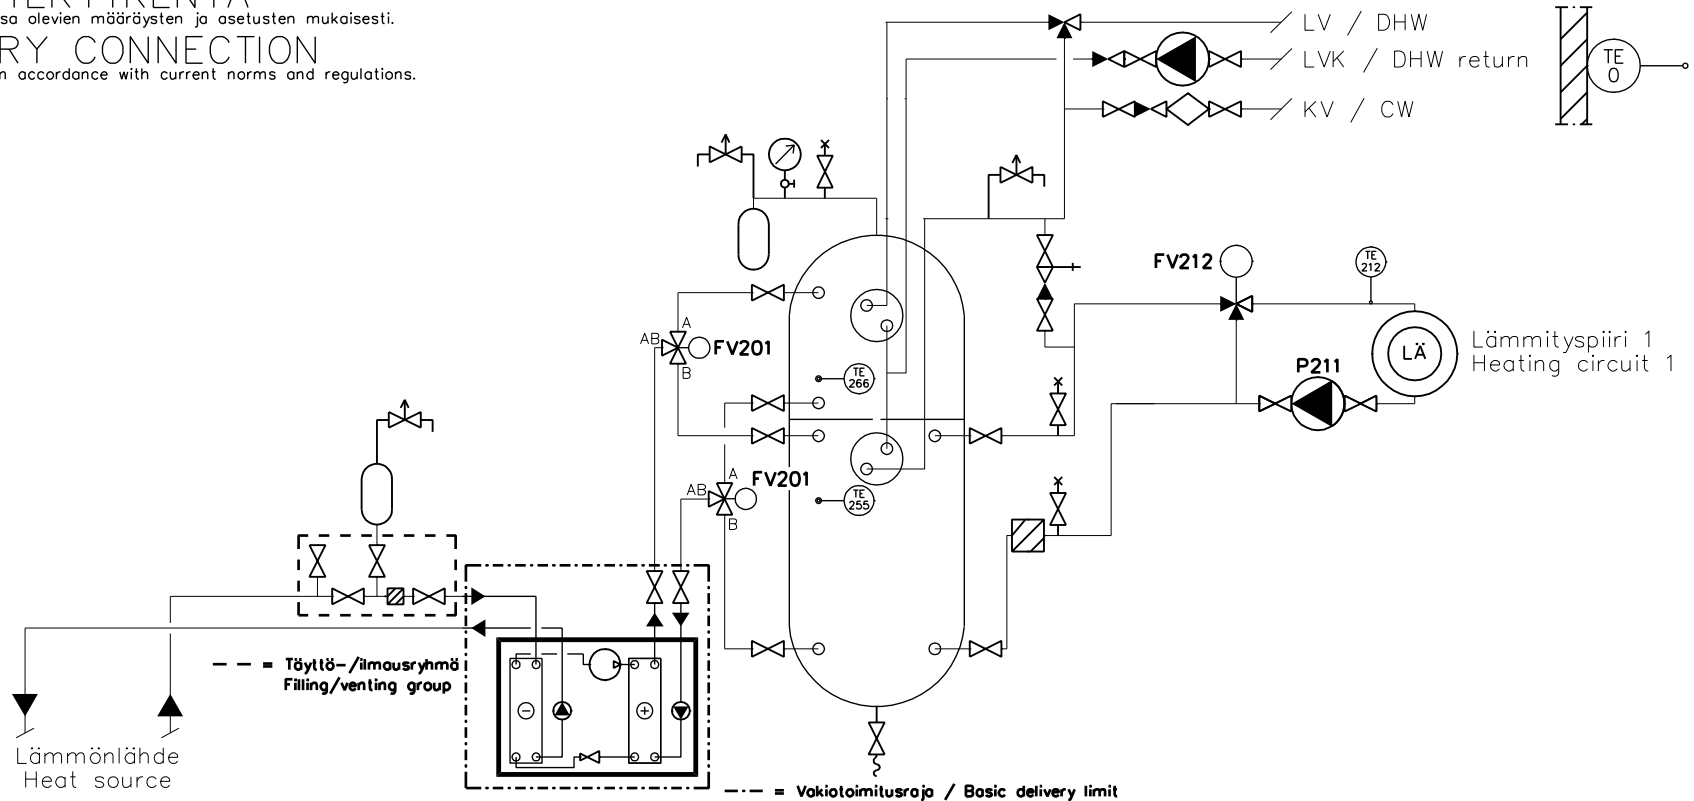 sa olevien määräysten ja asetusten mukaisesti.
RY CONNECTION
n accordance with current norms and regulations.
LV / DHW
LVK / DHW return
KV / CW
TE
0
FV212
TE
212
A
AB
FV201
B
TE
266
P211
LÄ
Lämmityspiiri 1
Heating circuit 1
A
FV201
AB
B
TE
255
= Täyttö-/ilmausryhmä
Filling/venting group
Lämmönlähde
Heat source
= Vakiotoimitusraja / Basic delivery limit